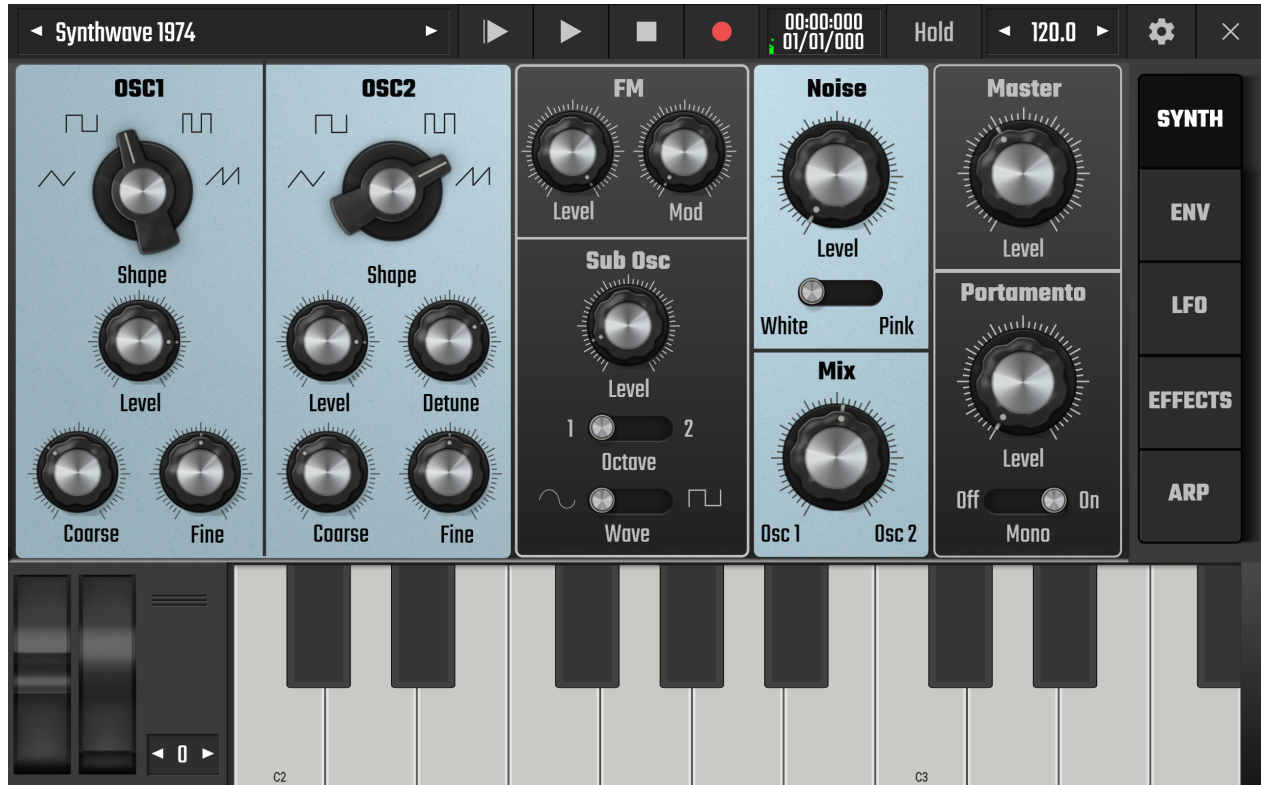 Synthwave 1974
00:00:000
01/01/000
Hold
120.0
OSC1
Shape
Level
Coarse
Fine
OSC2
Shape
Level
Detune
Coarse
Fine
FM
Level
Mod
Sub Osc
Level
1
2
Octave
Wave
Noise
Level
White
Pink
Mix
Osc 1
Osc 2
Master
Level
Portamento
Level
Off
On
Mono
SYNTH
ENV
LFO
EFFECTS
ARP
0
C2
C3